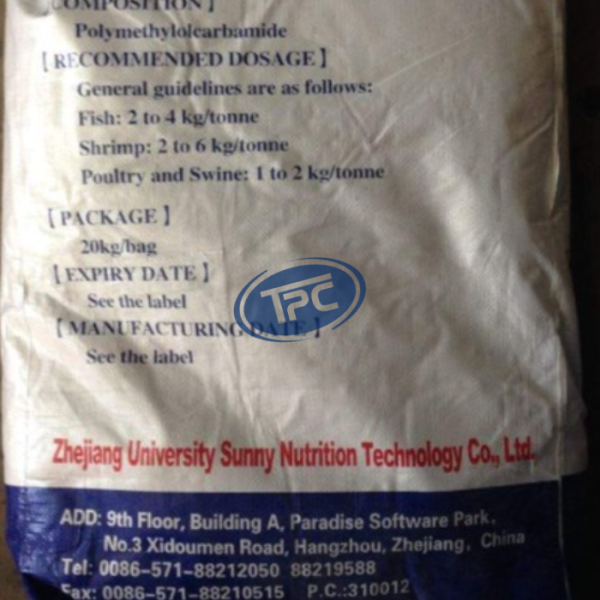 【COMPOSITION】
Polymethylolcarbamide
【RECOMMENDED DOSAGE】
General guidelines are as follows:
Fish: 2 to 4 kg/tonne
Shrimp: 2 to 6 kg/tonne
Poultry and Swine: 1 to 2 kg/tonne
【PACKAGE】
20kg/bag
【EXPIRY DATE】
See the label
TPC
【MANUFACTURING DATE】
See the label
Zhejiang University Sunny Nutrition Technology Co., Ltd.
ADD: 9th Floor, Building A, Paradise Software Park,
No.3 Xidoumen Road, Hangzhou, Zhejiang, China
Tel: 0086-571-88212050 88219588
Fax: 0086-571-88210515 P.C.:310012